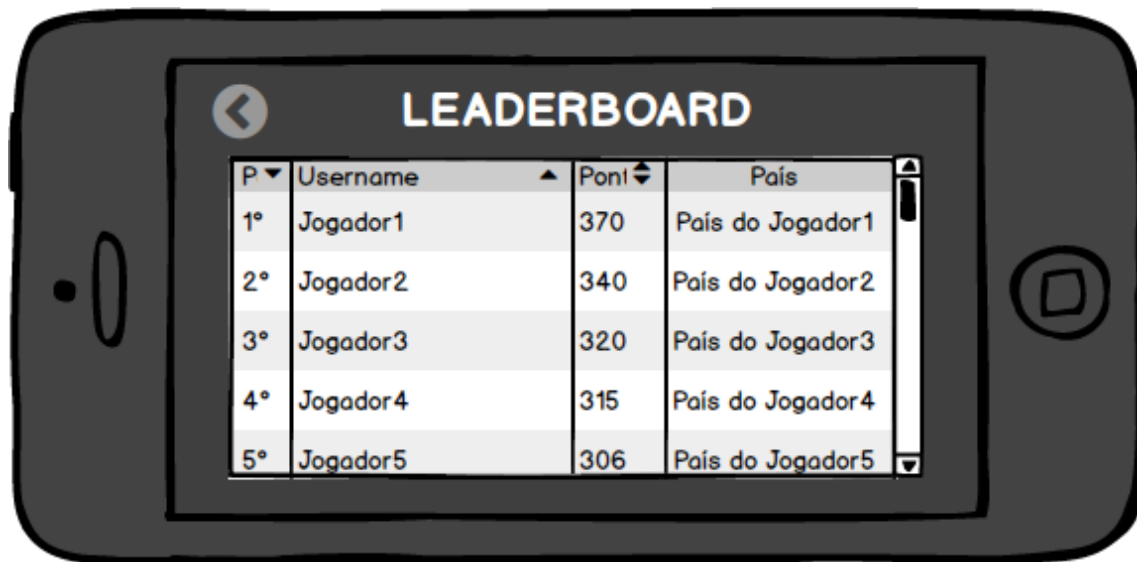 LEADERBOARD
P Username Pont País
1° Jogador1 370 País do Jogador1
2° Jogador2 340 País do Jogador2
3° Jogador3 320 País do Jogador3
4° Jogador4 315 País do Jogador4
5° Jogador5 306 País do Jogador5